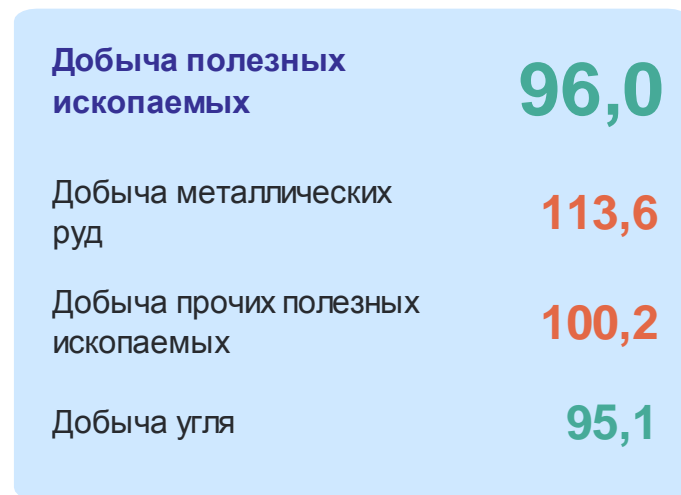 Добыча полезных
ископаемых
96,0
Добыча металлических
руд
113,6
Добыча прочих полезных
ископаемых
100,2
Добыча угля
95,1